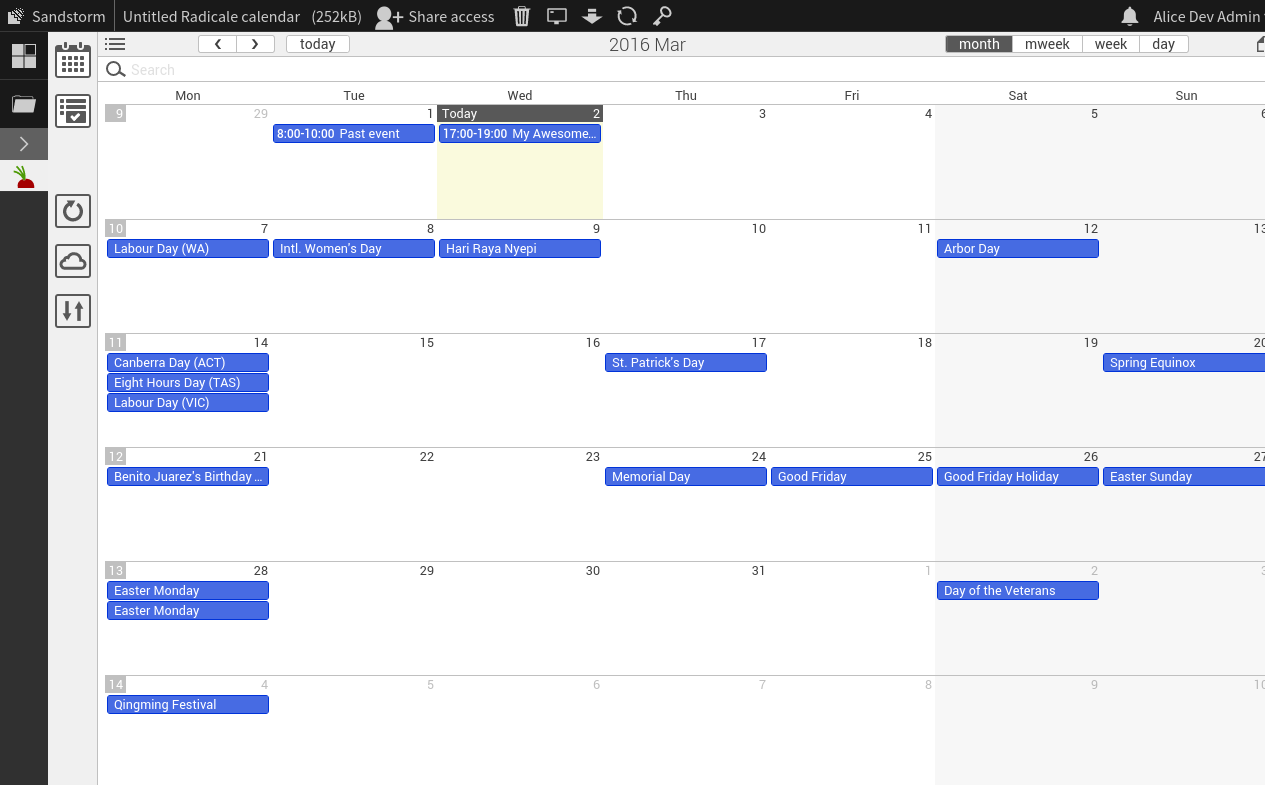 Sandstorm Untitled Radicale calendar (252kB) Share access Alice Dev Admin
today 2016 Mar month mweek week day
Search
Mon Tue Wed Thu Fri Sat Sun
9 29 1 Today 2 3 4 5 6
8:00-10:00 Past event 17:00-19:00 My Awesome…
10 7 8 9 10 11 12 13
Labour Day (WA) Intl. Women's Day Hari Raya Nyepi Arbor Day
11 14 15 16 17 18 19 20
Canberra Day (ACT) St. Patrick's Day Spring Equinox
Eight Hours Day (TAS)
Labour Day (VIC)
12 21 22 23 24 25 26 27
Benito Juarez's Birthday … Memorial Day Good Friday Good Friday Holiday Easter Sunday
13 28 29 30 31 1 2 3
Easter Monday Day of the Veterans
Easter Monday
14 4 5 6 7 8 9 10
Qingming Festival